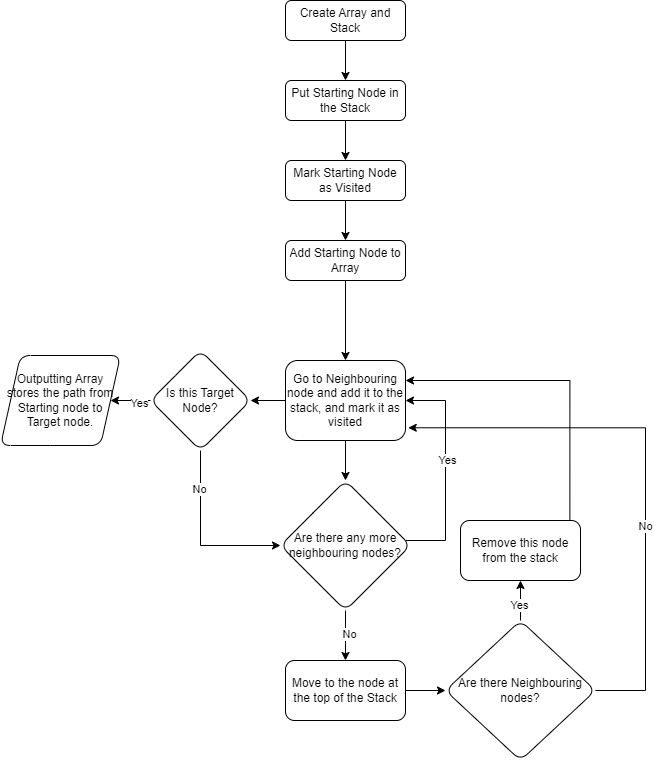 Create Array and
Stack
Put Starting Node in
the Stack
Mark Starting Node
as Visited
Add Starting Node to
Array
Outputting Array
stores the path from
Starting node to
Target node.
Yes
Is this Target
Node?
Go to Neighbouring
node and add it to the
stack, and mark it as
visited
Yes
No
Are there any more
neighbouring nodes?
Remove this node
from the stack
No
Yes
No
Move to the node at
the top of the Stack
Are there Neighbouring
nodes?